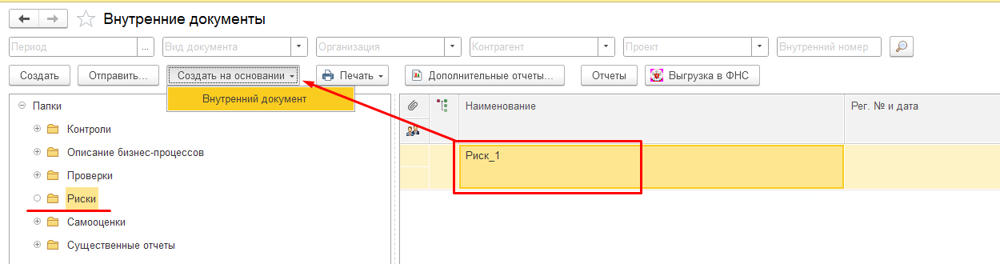 Внутренние документы
Период ... Вид документа Организация Контрагент Проект Внутренний номер
Создать Отправить... Создать на основании Печать Дополнительные отчеты... Отчеты Выгрузка в ФНС
Внутренний документ
Папки
Контроли
Описание бизнес-процессов
Проверки
Риски
Самооценки
Существенные отчеты
Наименование Рег. № и дата
Риск_1